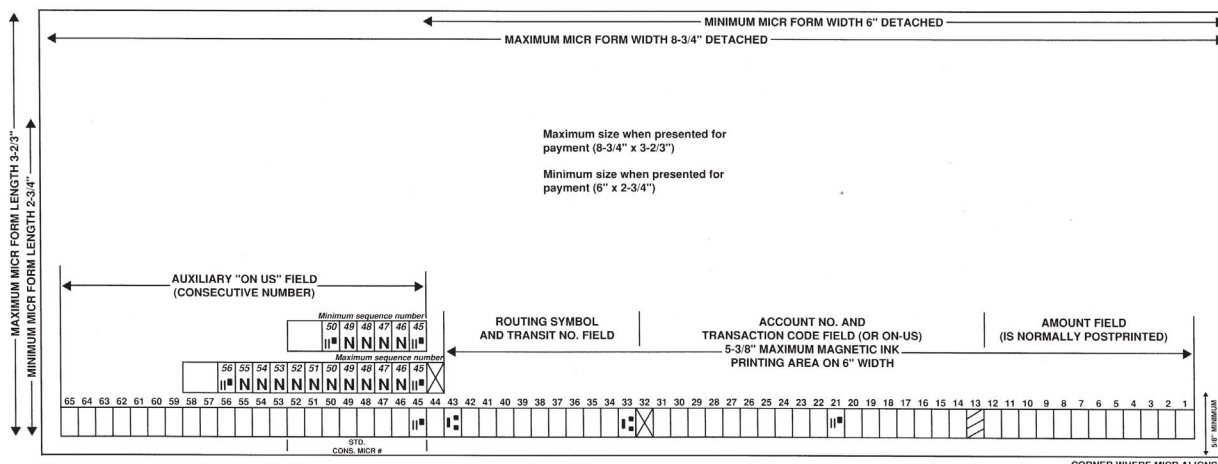 MINIMUM MICR FORM WIDTH 6" DETACHED
MAXIMUM MICR FORM WIDTH 8-3/4" DETACHED
MAXIMUM MICR FORM LENGTH 3-2/3"
MINIMUM MICR FORM LENGTH 2-3/4"
Maximum size when presented for
payment (8-3/4" x 3-2/3")
Minimum size when presented for
payment (6" x 2-3/4")
AUXILIARY "ON US" FIELD
(CONSECUTIVE NUMBER)
Minimum sequence number
50 49 48 47 46 45
N N N N
Maximum sequence number
56 55 54 53 52 51 50 49 48 47 46 45
N N N N N N N N N N
ROUTING SYMBOL
AND TRANSIT NO. FIELD
ACCOUNT NO. AND
TRANSACTION CODE FIELD (OR ON-US)
AMOUNT FIELD
(IS NORMALLY POSTPRINTED)
5-3/8" MAXIMUM MAGNETIC INK
PRINTING AREA ON 6" WIDTH
65 64 63 62 61 60 59 58 57 56 55 54 53 52 51 50 49 48 47 46 45 44 43 42 41 40 39 38 37 36 35 34 33 32 31 30 29 28 27 26 25 24 23 22 21 20 19 18 17 16 15 14 13 12 11 10 9 8 7 6 5 4 3 2 1
5/8" MINIMUM
STD.
CONS. MICR #
CORNER WHERE MICR ALIGNS